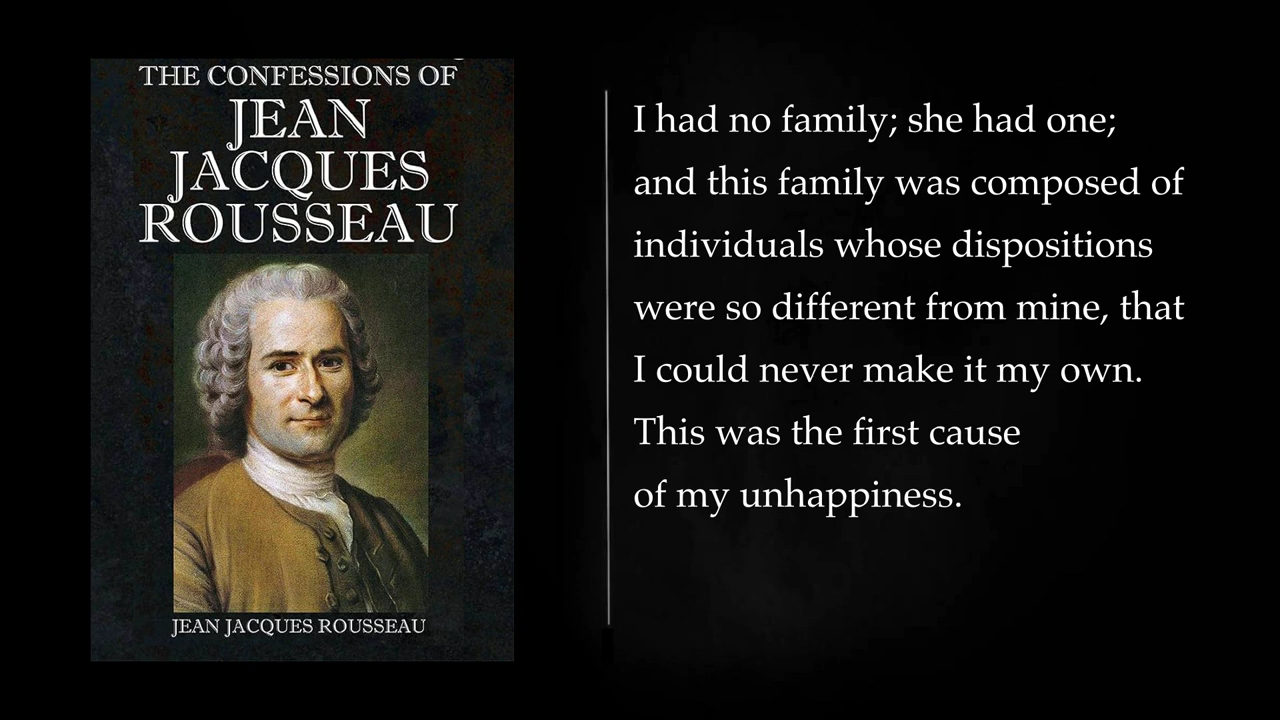 THE CONFESSIONS OF
JEAN
JACQUES
ROUSSEAU
JEAN JACQUES ROUSSEAU
I had no family; she had one;
and this family was composed of
individuals whose dispositions
were so different from mine, that
I could never make it my own.
This was the first cause
of my unhappiness.